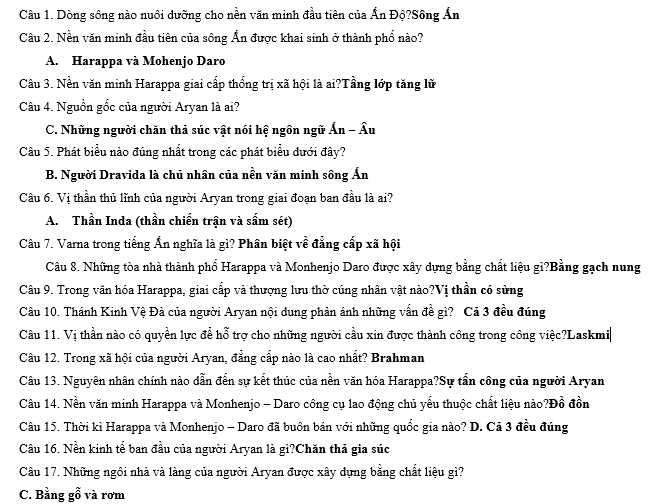 Câu 1. Dòng sông nào nuôi dưỡng cho nền văn minh đầu tiên của Ấn Độ?Sông Ấn
Câu 2. Nền văn minh đầu tiên của sông Ấn được khai sinh ở thành phố nào?
A. Harappa và Mohenjo Daro
Câu 3. Nền văn minh Harappa giai cấp thống trị xã hội là ai?Tầng lớp tăng lữ
Câu 4. Nguồn gốc của người Aryan là ai?
C. Những người chăn thả súc vật nói hệ ngôn ngữ Ấn – Âu
Câu 5. Phát biểu nào đúng nhất trong các phát biểu dưới đây?
B. Người Dravida là chủ nhân của nền văn minh sông Ấn
Câu 6. Vị thần thủ lĩnh của người Aryan trong giai đoạn ban đầu là ai?
A. Thần Inda (thần chiến trận và sấm sét)
Câu 7. Varna trong tiếng Ấn nghĩa là gì? Phân biệt về đẳng cấp xã hội
Câu 8. Những tòa nhà thành phố Harappa và Monhenjo Daro được xây dựng bằng chất liệu gì?Bằng gạch nung
Câu 9. Trong văn hóa Harappa, giai cấp và thượng lưu thờ cúng nhân vật nào?Vị thần có sừng
Câu 10. Thánh Kinh Vệ Đà của người Aryan nội dung phản ánh những vấn đề gì? Cả 3 đều đúng
Câu 11. Vị thần nào có quyền lực để hỗ trợ cho những người cầu xin được thành công trong công việc?Laskmi
Câu 12. Trong xã hội của người Aryan, đẳng cấp nào là cao nhất? Brahman
Câu 13. Nguyên nhân chính nào dẫn đến sự kết thúc của nền văn hóa Harappa?Sự tấn công của người Aryan
Câu 14. Nền văn minh Harappa và Monhenjo – Daro công cụ lao động chủ yếu thuộc chất liệu nào?Đồ đồn
Câu 15. Thời kì Harappa và Monhenjo – Daro đã buôn bán với những quốc gia nào? D. Cả 3 đều đúng
Câu 16. Nền kinh tế ban đầu của người Aryan là gì?Chăn thả gia súc
Câu 17. Những ngôi nhà và làng của người Aryan được xây dựng bằng chất liệu gì?
C. Bằng gỗ và rơm